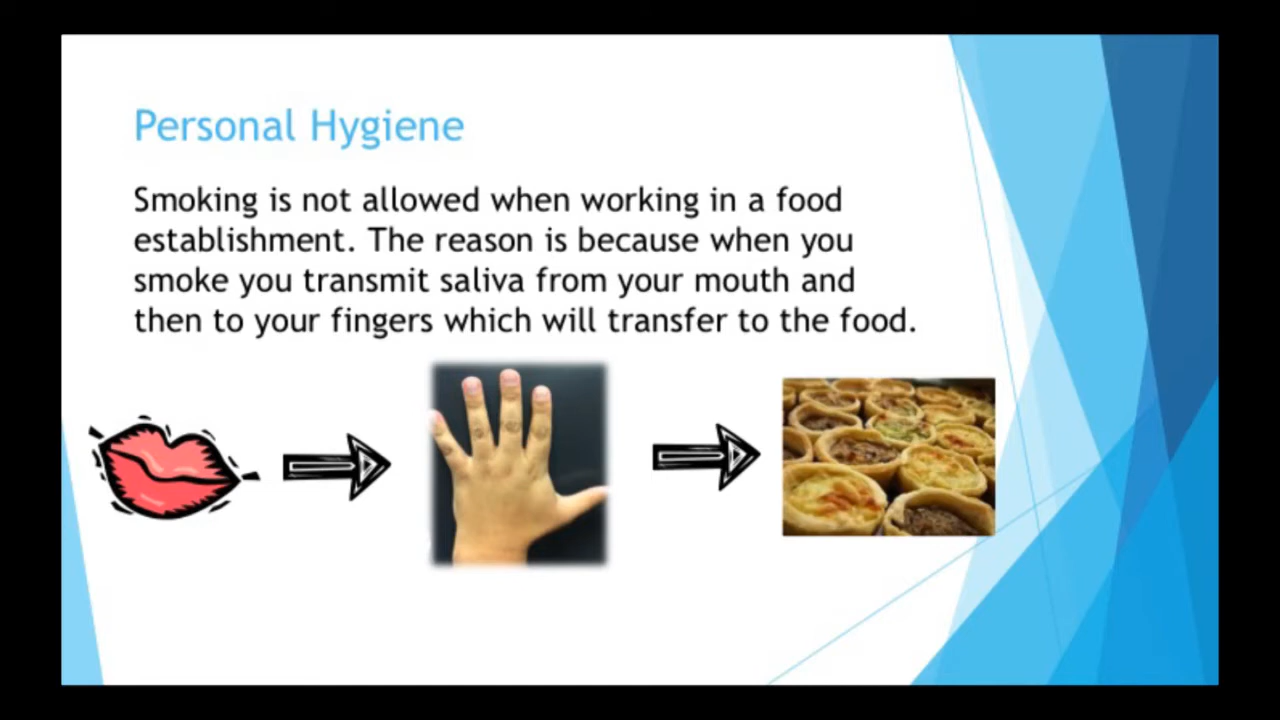 Personal Hygiene
Smoking is not allowed when working in a food
establishment. The reason is because when you
smoke you transmit saliva from your mouth and
then to your fingers which will transfer to the food.